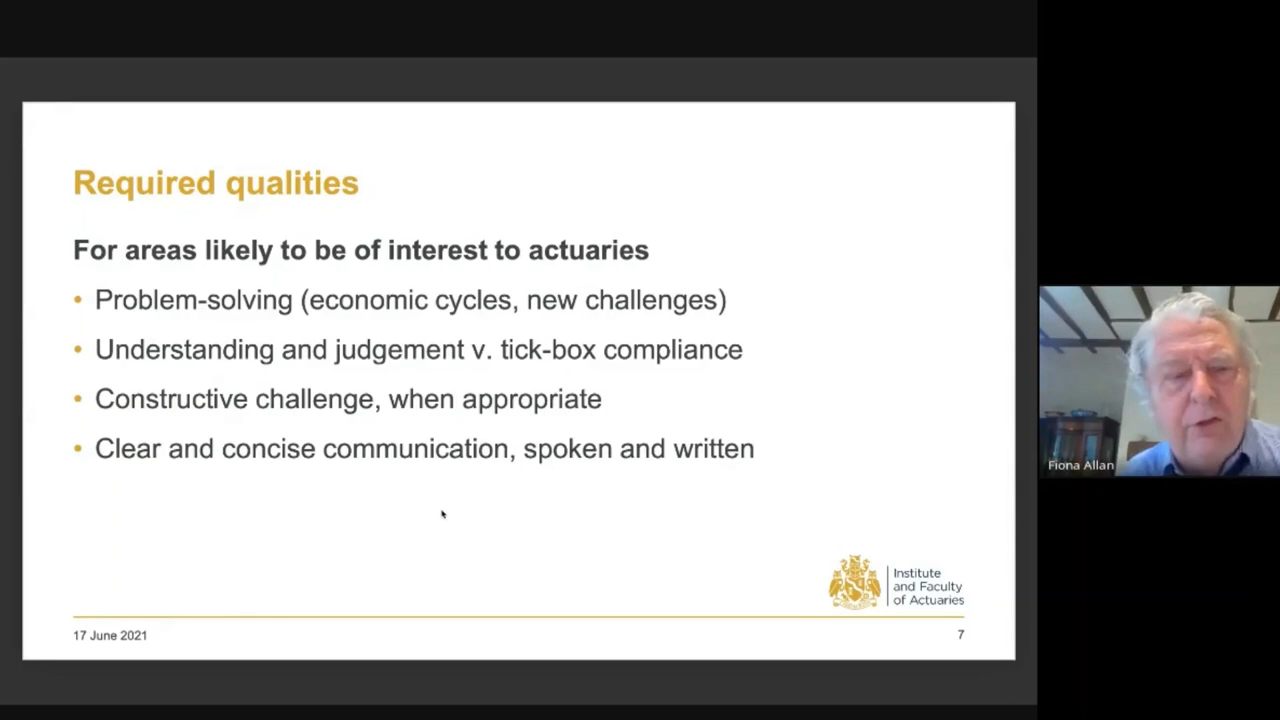 Required qualities
For areas likely to be of interest to actuaries
• Problem-solving (economic cycles, new challenges)
• Understanding and judgement v. tick-box compliance
• Constructive challenge, when appropriate
• Clear and concise communication, spoken and written
Institute
and Faculty
of Actuaries
17 June 2021
7
Fiona Allan